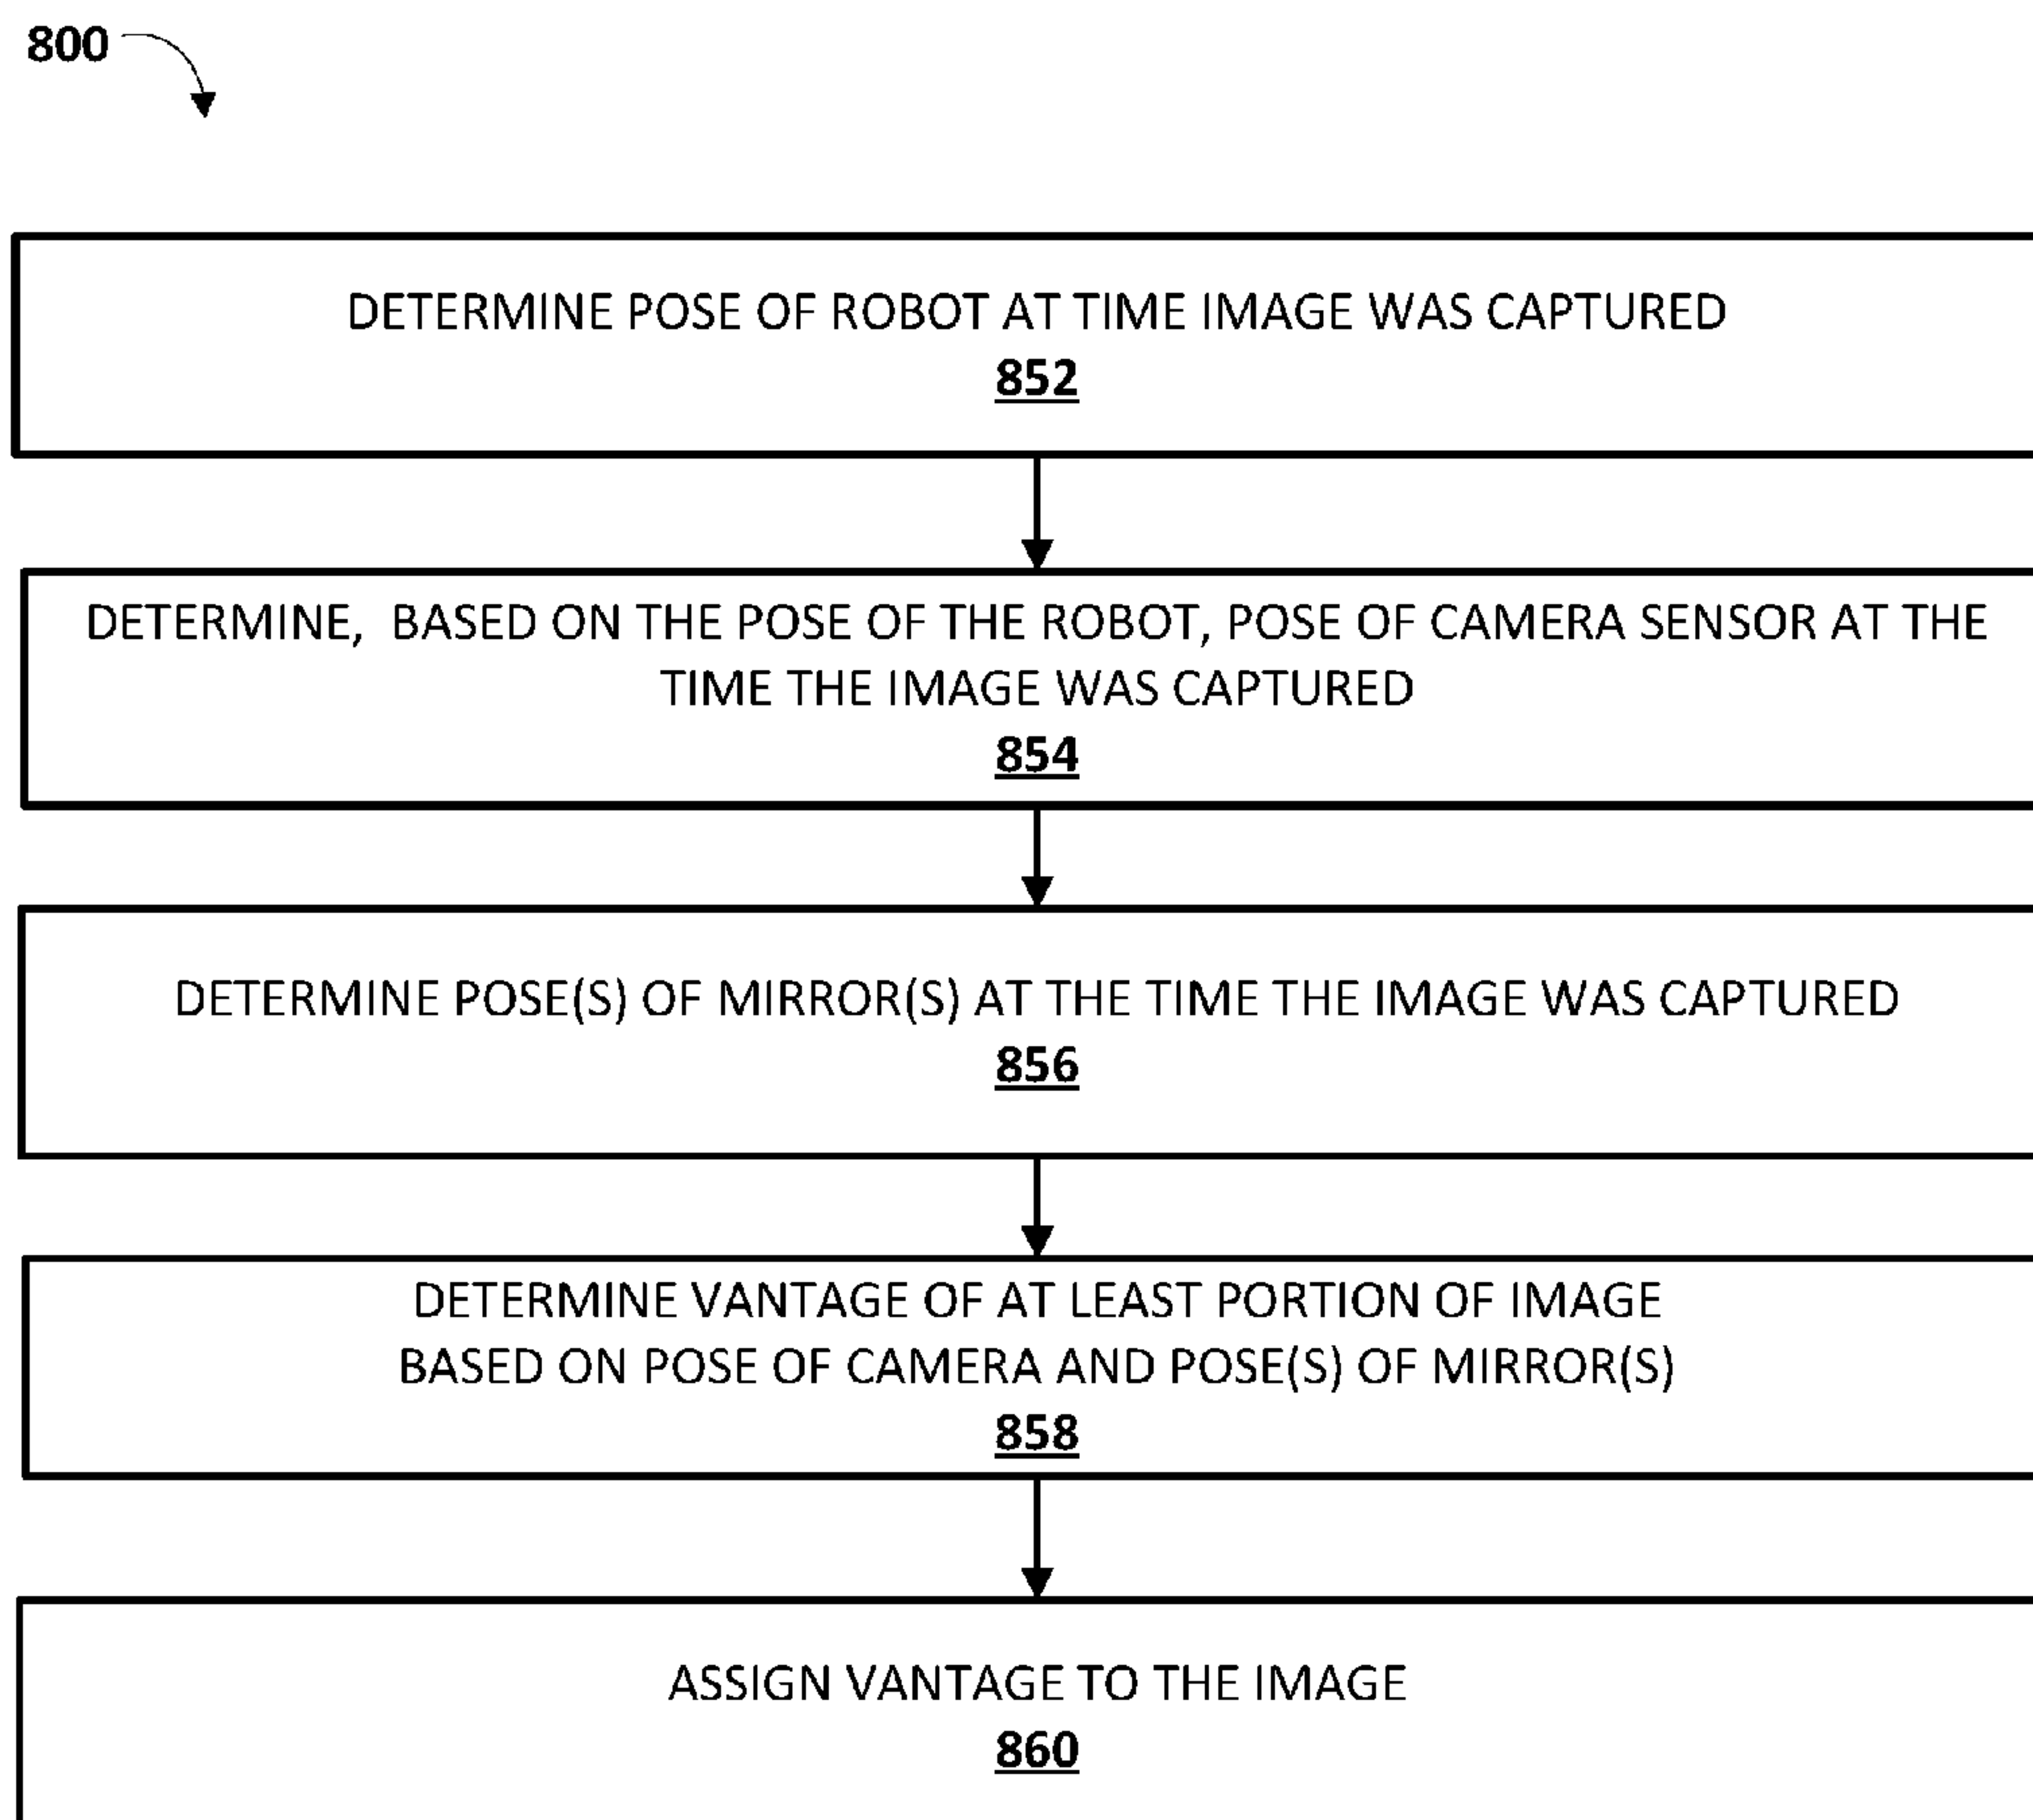 800
DETERMINE POSE OF ROBOT AT TIME IMAGE WAS CAPTURED
852
DETERMINE, BASED ON THE POSE OF THE ROBOT, POSE OF CAMERA SENSOR AT THE
TIME THE IMAGE WAS CAPTURED
854
DETERMINE POSE(S) OF MIRROR(S) AT THE TIME THE IMAGE WAS CAPTURED
856
DETERMINE VANTAGE OF AT LEAST PORTION OF IMAGE
BASED ON POSE OF CAMERA AND POSE(S) OF MIRROR(S)
858
ASSIGN VANTAGE TO THE IMAGE
860